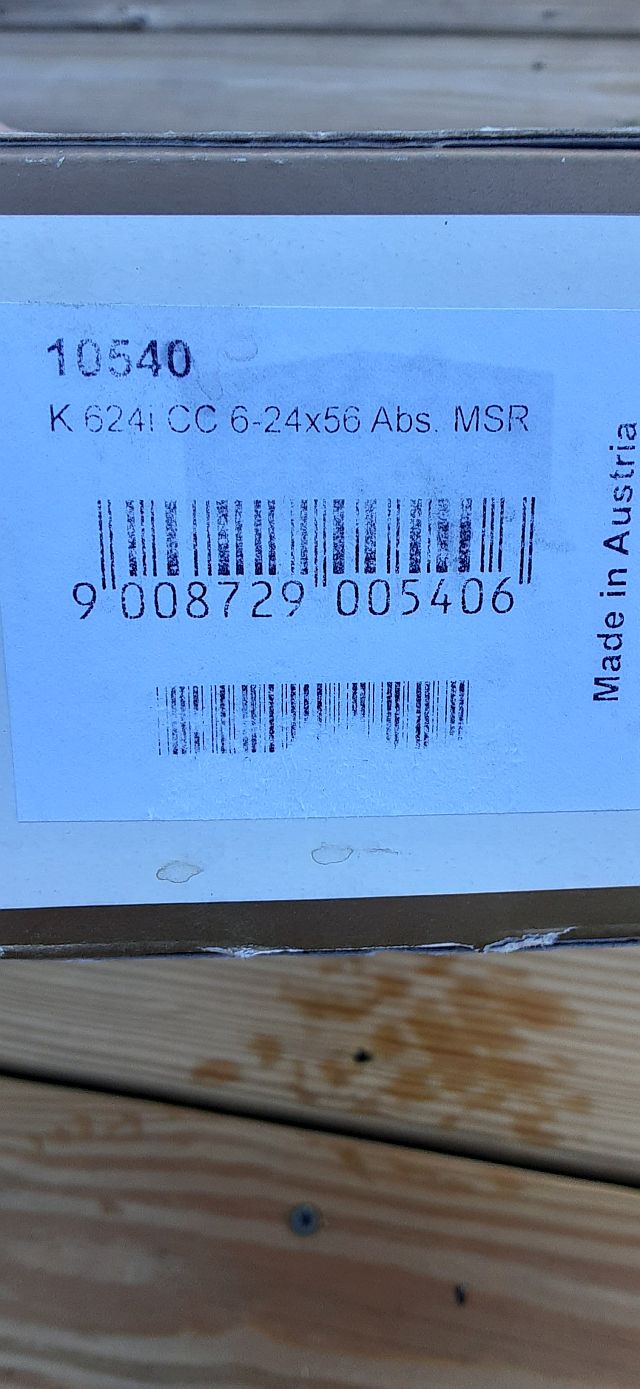 10540
K 624i CC 6-24x56 Abs. MSR
9 008729 005406
Made in Austria